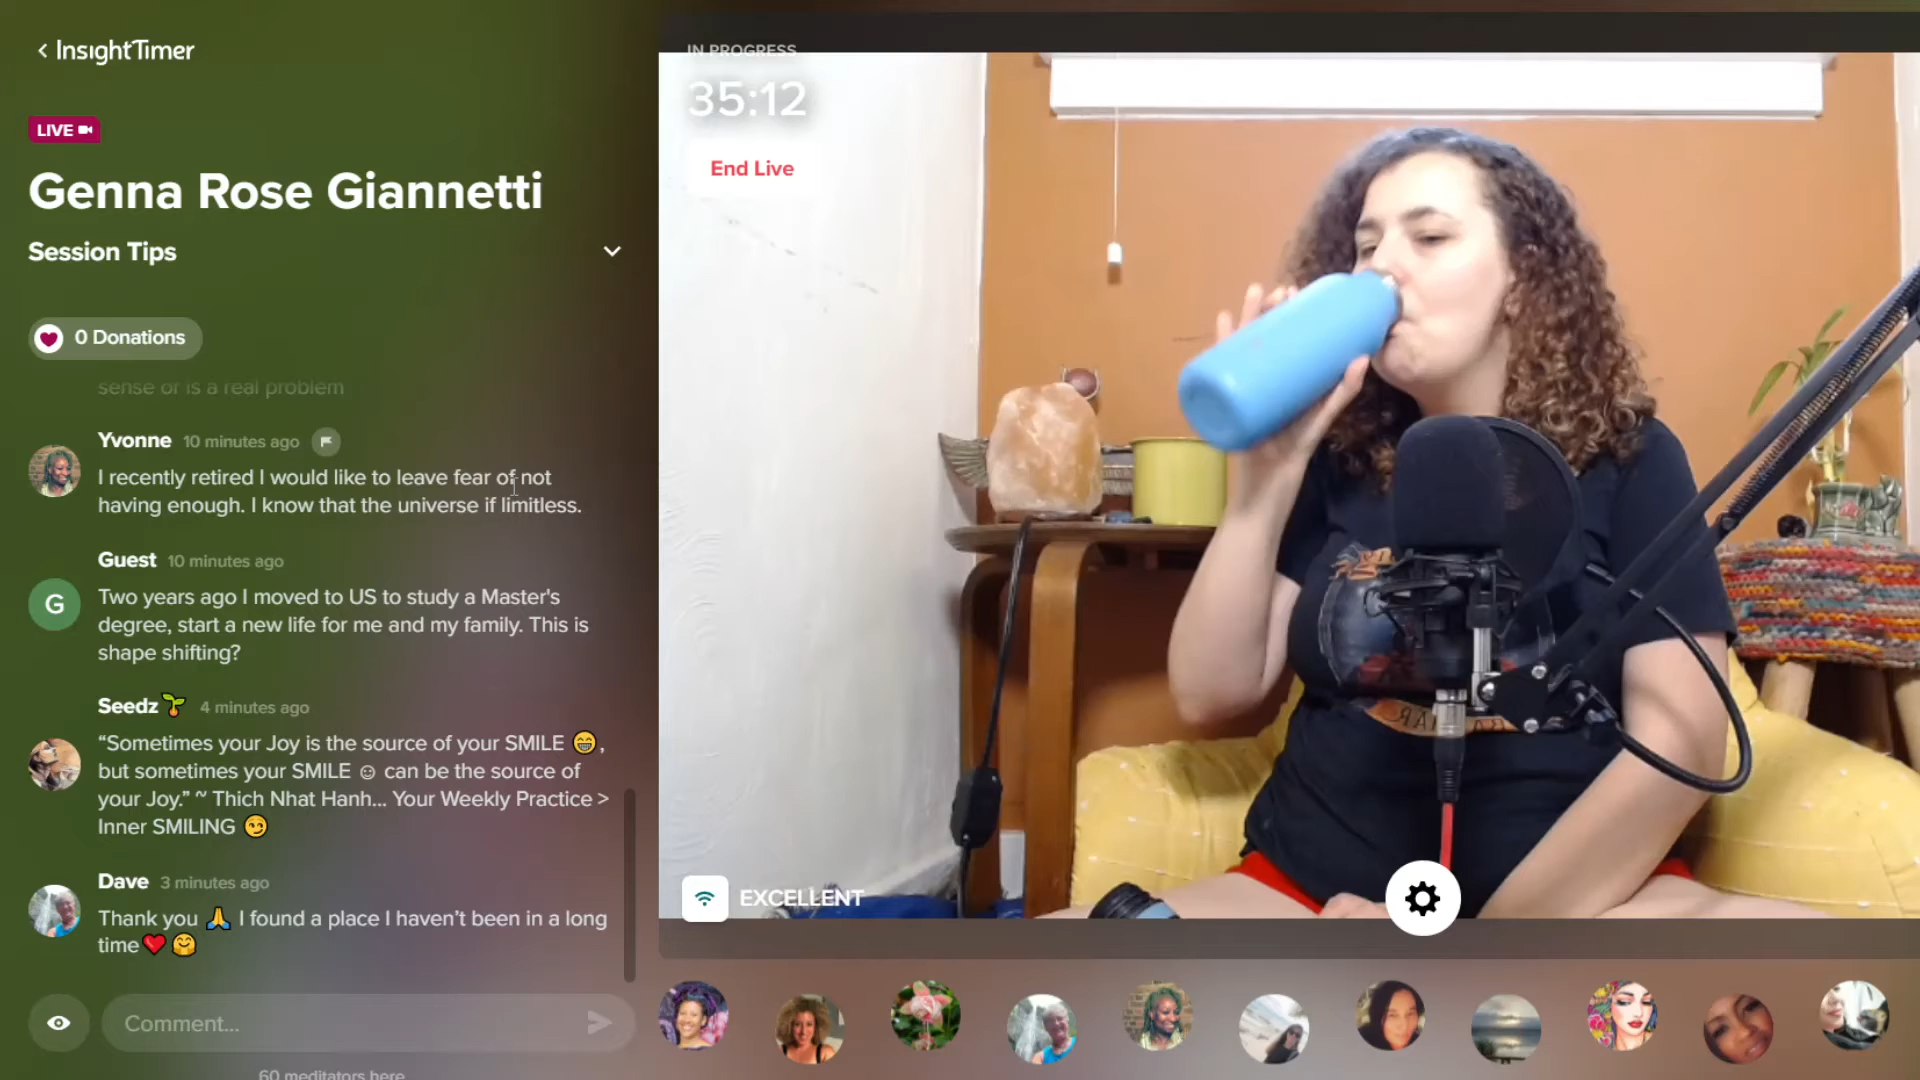 InsightTimer
LIVE
Genna Rose Giannetti
Session Tips
0 Donations
sense or is a real problem
Yvonne 10 minutes ago
I recently retired I would like to leave fear of not
having enough. I know that the universe if limitless.
Guest 10 minutes ago
G
Two years ago I moved to US to study a Master's
degree, start a new life for me and my family. This is
shape shifting?
Seedz🌱 4 minutes ago
“Sometimes your Joy is the source of your SMILE 😁,
but sometimes your SMILE ☺ can be the source of
your Joy.” ~ Thich Nhat Hanh... Your Weekly Practice >
Inner SMILING 😏
Dave 3 minutes ago
Thank you 🙏 I found a place I haven’t been in a long
time❤️ 🤗
Comment...
60 meditators here
IN PROGRESS
35:12
End Live
EXCELLENT